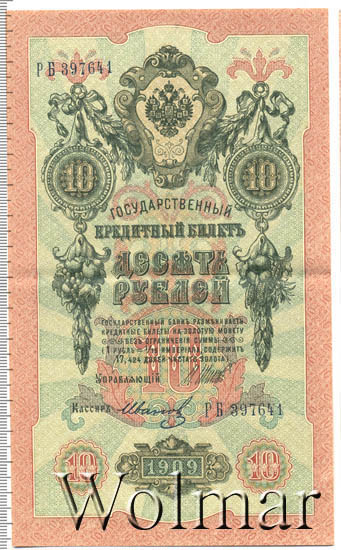 РБ 397641
10 10
ГОСУДАРСТВЕННЫЙ
КРЕДИТНЫЙ БИЛЕТЪ
ДЕСЯТЬ
РУБЛЕЙ
ГОСУДАРСТВЕННЫЙ БАНКЪ РАЗМѢНИВАЕТЪ
КРЕДИТНЫЕ БИЛЕТЫ НА ЗОЛОТУЮ МОНЕТУ
БЕЗЪ ОГРАНИЧЕНІЯ СУММЫ
(1 РУБЛЬ = 1/15 ИМПЕРІАЛА, СОДЕРЖИТЪ
17,424 ДОЛЕЙ ЧИСТАГО ЗОЛОТА)
УПРАВЛЯЮЩІЙ
10
Кассиръ
РБ 397641
10 1909 10
Wolmar